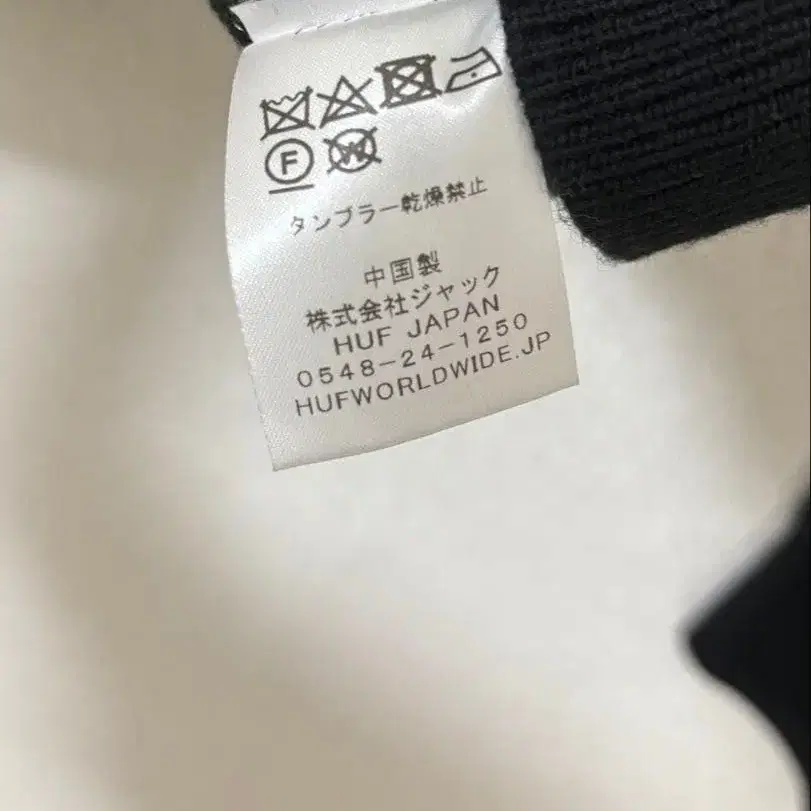 F W
タンブラー乾燥禁止
中国製
株式会社ジャック
HUF JAPAN
0548-24-1250
HUFWORLDWIDE.JP